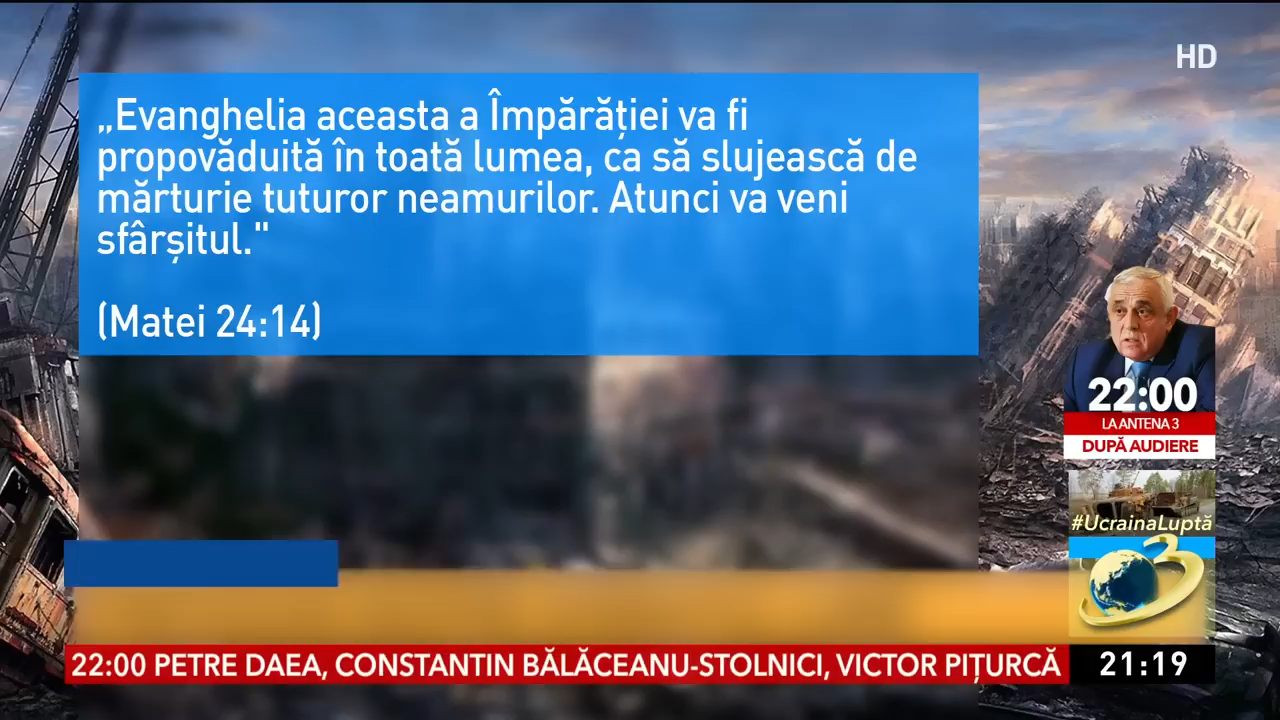 HD
„Evanghelia aceasta a Împărăției va fi
propovăduită în toată lumea, ca să slujească de
mărturie tuturor neamurilor. Atunci va veni
sfârșitul."
(Matei 24:14)
22:00
LA ANTENA 3
DUPĂ AUDIERE
#UcrainaLuptă
3
22:00 PETRE DAEA, CONSTANTIN BĂLĂCEANU-STOLNICI, VICTOR PIȚURCĂ
21:19